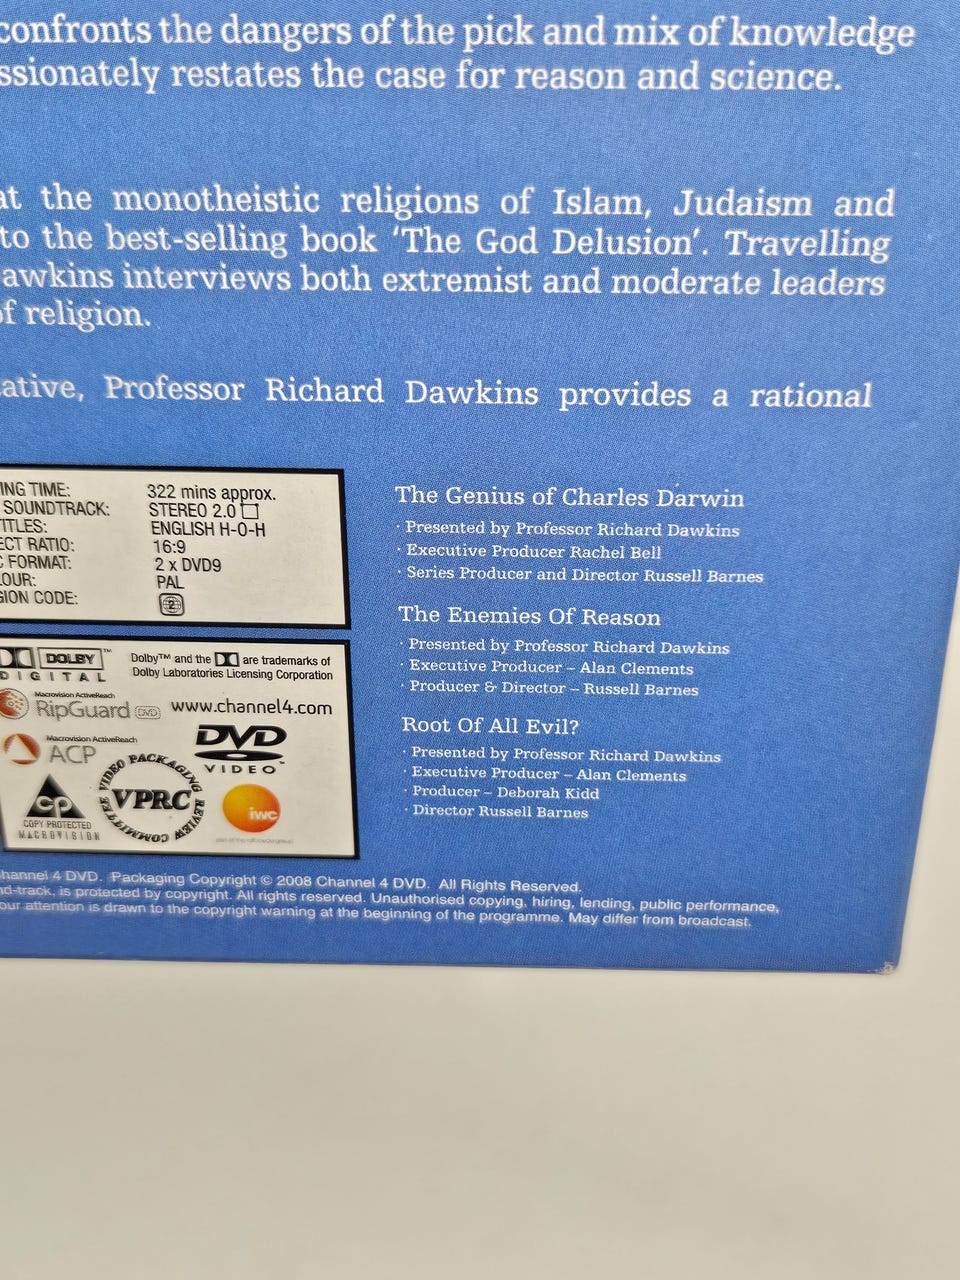 confronts the dangers of the pick and mix of knowledge
ssionately restates the case for reason and science.
at the monotheistic religions of Islam, Judaism and
to the best-selling book ‘The God Delusion’. Travelling
awkins interviews both extremist and moderate leaders
of religion.
ative, Professor Richard Dawkins provides a rational
ING TIME: 322 mins approx.
SOUNDTRACK: STEREO 2.0
TITLES: ENGLISH H-O-H
ECT RATIO: 16:9
C FORMAT: 2 x DVD9
LOUR: PAL
GION CODE: 2
DOLBY™
DIGITAL
Dolby™ and the are trademarks of
Dolby Laboratories Licensing Corporation
Macrovision ActiveReach
RipGuard DVD
www.channel4.com
Macrovision ActiveReach
ACP
DVD
VIDEO™
CP
COPY PROTECTED
MACROVISION
VIDEO PACKAGING REVIEW COMMITTEE
VPRC
iwc
The Genius of Charles Darwin
· Presented by Professor Richard Dawkins
· Executive Producer Rachel Bell
· Series Producer and Director Russell Barnes
The Enemies Of Reason
· Presented by Professor Richard Dawkins
· Executive Producer – Alan Clements
· Producer & Director – Russell Barnes
Root Of All Evil?
· Presented by Professor Richard Dawkins
· Executive Producer – Alan Clements
· Producer – Deborah Kidd
· Director Russell Barnes
hannel 4 DVD. Packaging Copyright © 2008 Channel 4 DVD. All Rights Reserved.
nd-track, is protected by copyright. All rights reserved. Unauthorised copying, hiring, lending, public performance,
our attention is drawn to the copyright warning at the beginning of the programme. May differ from broadcast.